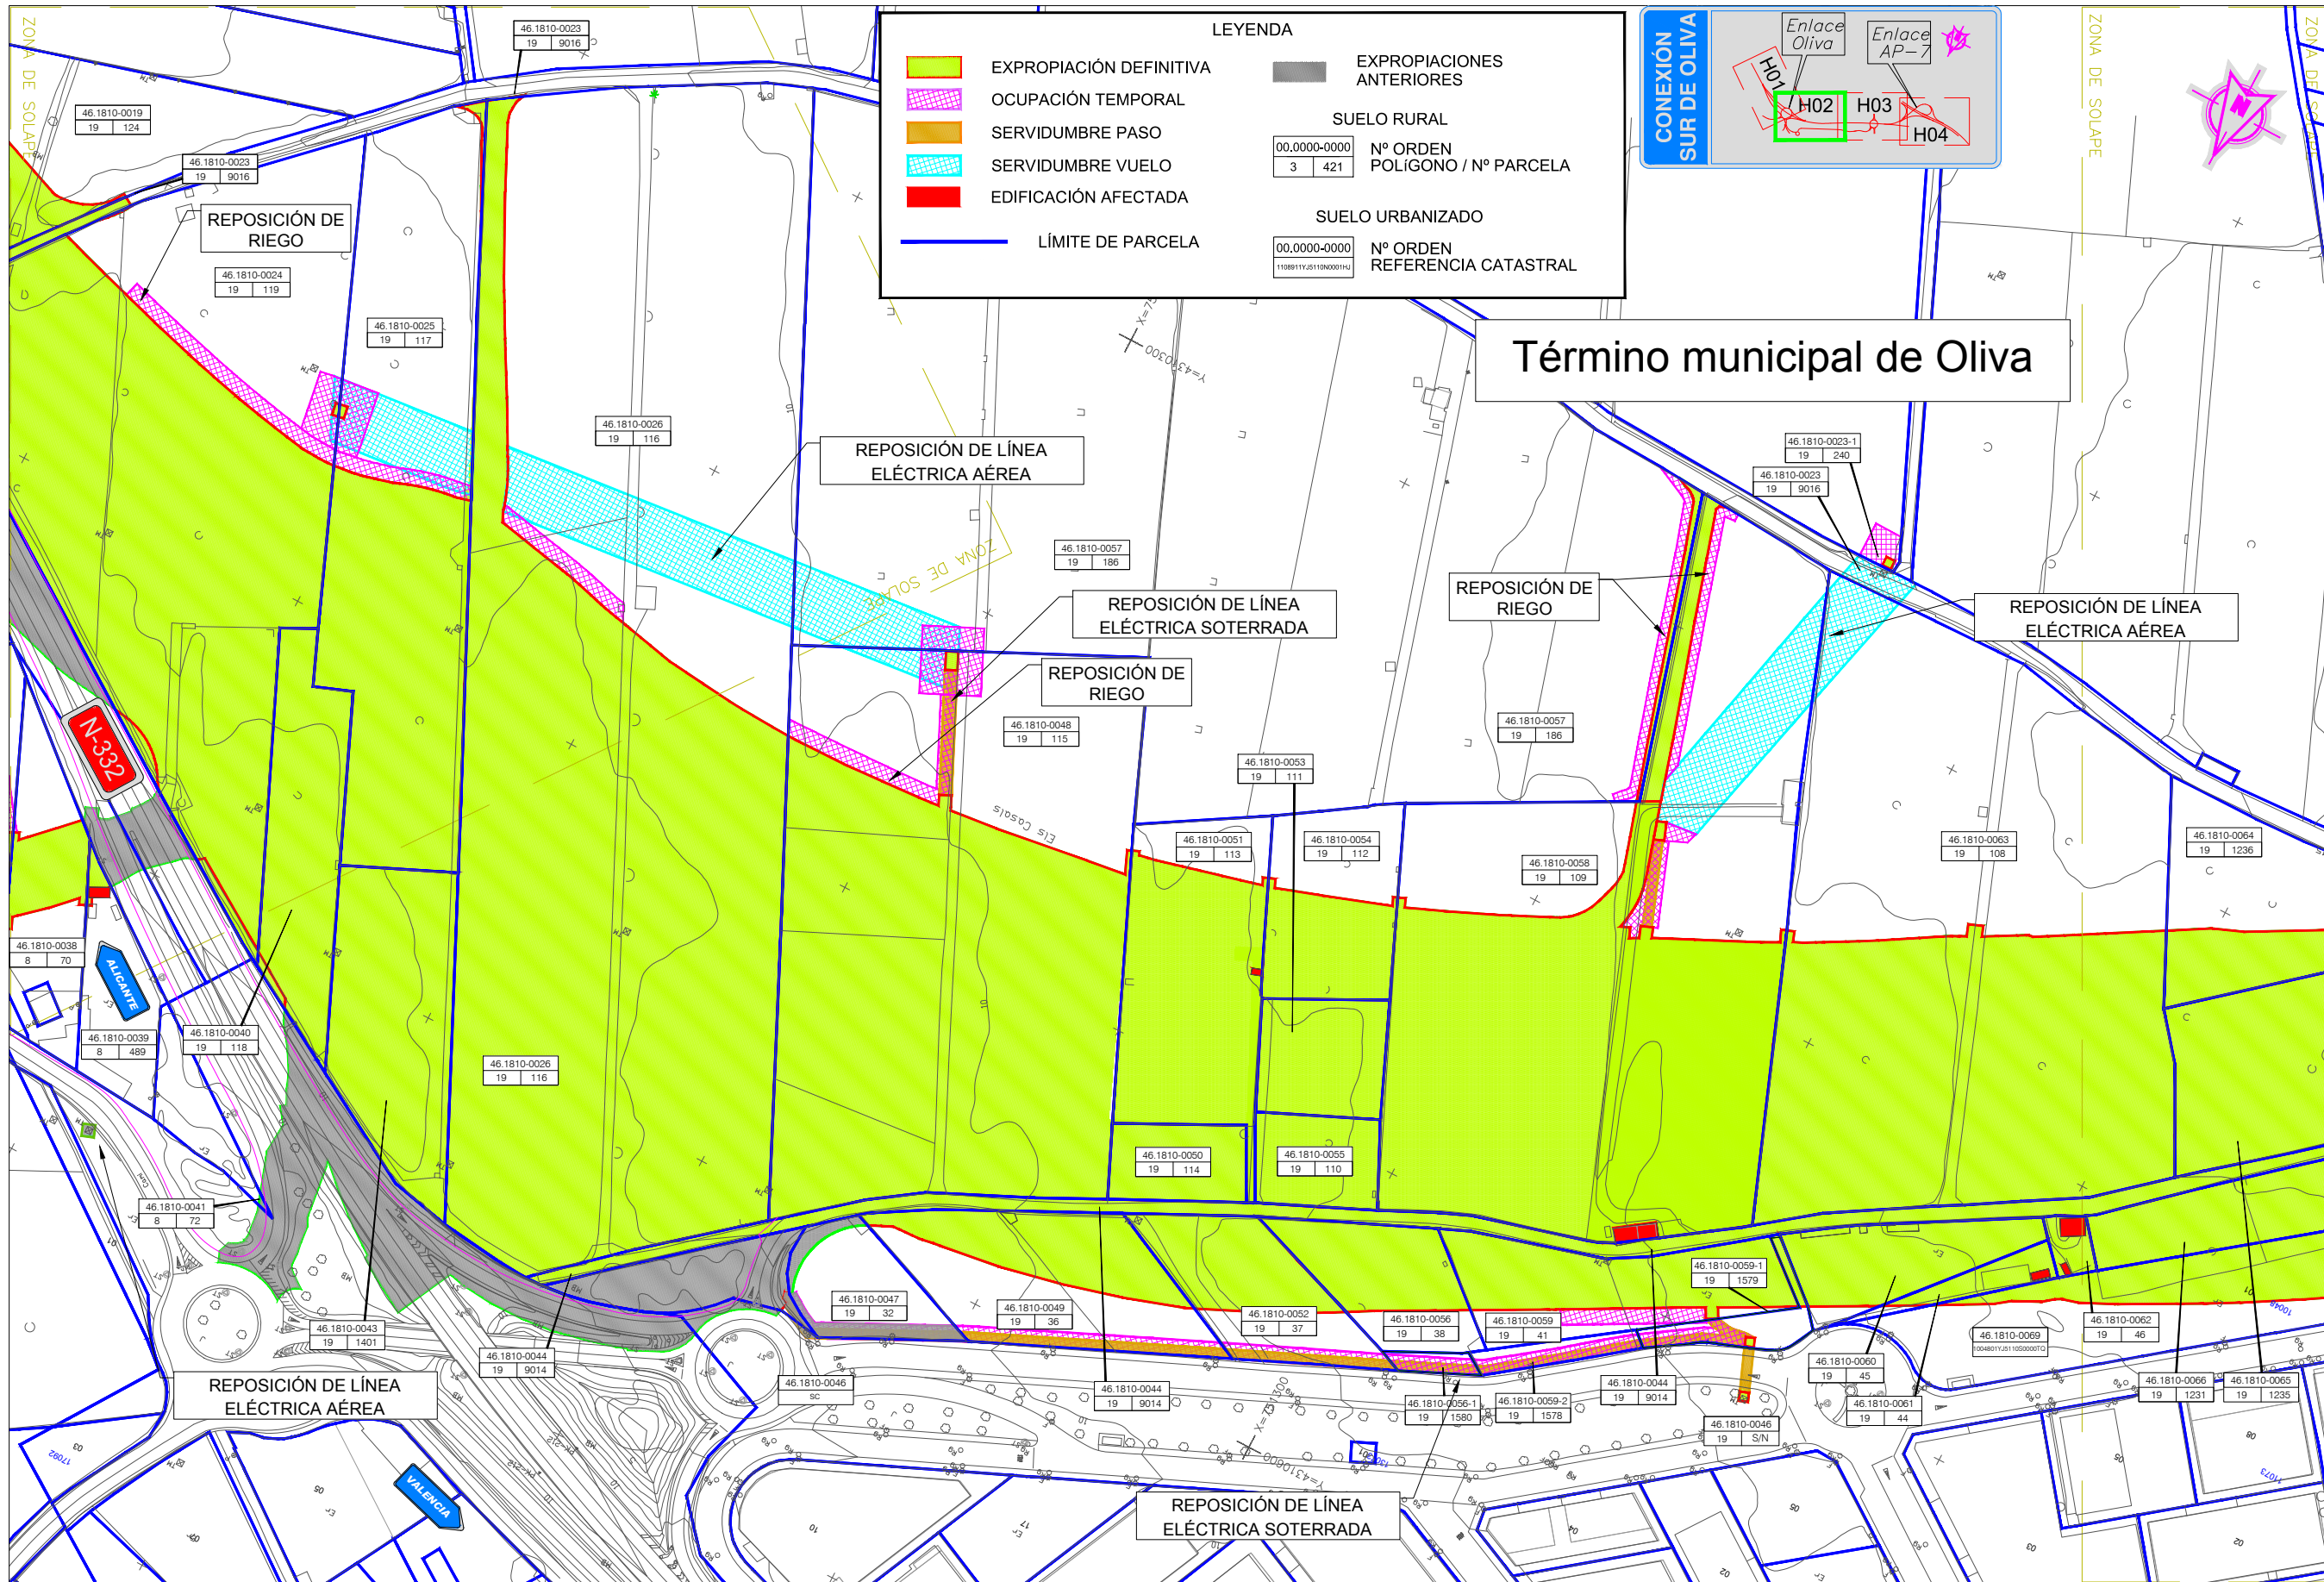 LEYENDA
EXPROPIACIÓN DEFINITIVA
OCUPACIÓN TEMPORAL
SERVIDUMBRE PASO
SERVIDUMBRE VUELO
EDIFICACIÓN AFECTADA
LÍMITE DE PARCELA
EXPROPIACIONES
ANTERIORES
SUELO RURAL
00.0000-0000
3 421
Nº ORDEN
POLÍGONO / Nº PARCELA
SUELO URBANIZADO
00.0000-0000
1108911YJ5110N0001HJ
Nº ORDEN
REFERENCIA CATASTRAL
CONEXIÓN
SUR DE OLIVA
Enlace
Oliva
Enlace
AP-7
H01
H02
H03
H04
N
Término municipal de Oliva
ZONA DE SOLAPE
ZONA DE SOLAPE
ZONA DE SOLAPE
46.1810-0023
19 9016
46.1810-0019
19 124
46.1810-0023
19 9016
REPOSICIÓN DE
RIEGO
46.1810-0024
19 119
46.1810-0025
19 117
46.1810-0026
19 116
REPOSICIÓN DE LÍNEA
ELÉCTRICA AÉREA
Y=4310300
46.1810-0023-1
19 240
46.1810-0023
19 9016
46.1810-0057
19 186
REPOSICIÓN DE LÍNEA
ELÉCTRICA SOTERRADA
REPOSICIÓN DE
RIEGO
REPOSICIÓN DE LÍNEA
ELÉCTRICA AÉREA
REPOSICIÓN DE
RIEGO
46.1810-0048
19 115
46.1810-0057
19 186
N-332
46.1810-0053
19 111
Els Casals
46.1810-0051
19 113
46.1810-0054
19 112
46.1810-0058
19 109
46.1810-0063
19 108
46.1810-0064
19 1236
46.1810-0038
8 70
ALICANTE
46.1810-0039
8 489
46.1810-0040
19 118
46.1810-0026
19 116
46.1810-0050
19 114
46.1810-0055
19 110
46.1810-0041
8 72
46.1810-0043
19 1401
46.1810-0044
19 9014
46.1810-0047
19 32
46.1810-0049
19 36
46.1810-0052
19 37
46.1810-0056
19 38
46.1810-0059
19 41
46.1810-0059-1
19 1579
46.1810-0069
1004801YJ5110S0000TQ
46.1810-0062
19 46
REPOSICIÓN DE LÍNEA
ELÉCTRICA AÉREA
46.1810-0046
SC
46.1810-0044
19 9014
46.1810-0056-1
19 1580
46.1810-0059-2
19 1578
46.1810-0044
19 9014
46.1810-0060
19 45
46.1810-0061
19 44
46.1810-0066
19 1231
46.1810-0065
19 1235
46.1810-0046
19 S/N
X=751300
Y=4310600
VALENCIA
REPOSICIÓN DE LÍNEA
ELÉCTRICA SOTERRADA
17092
10048
11073